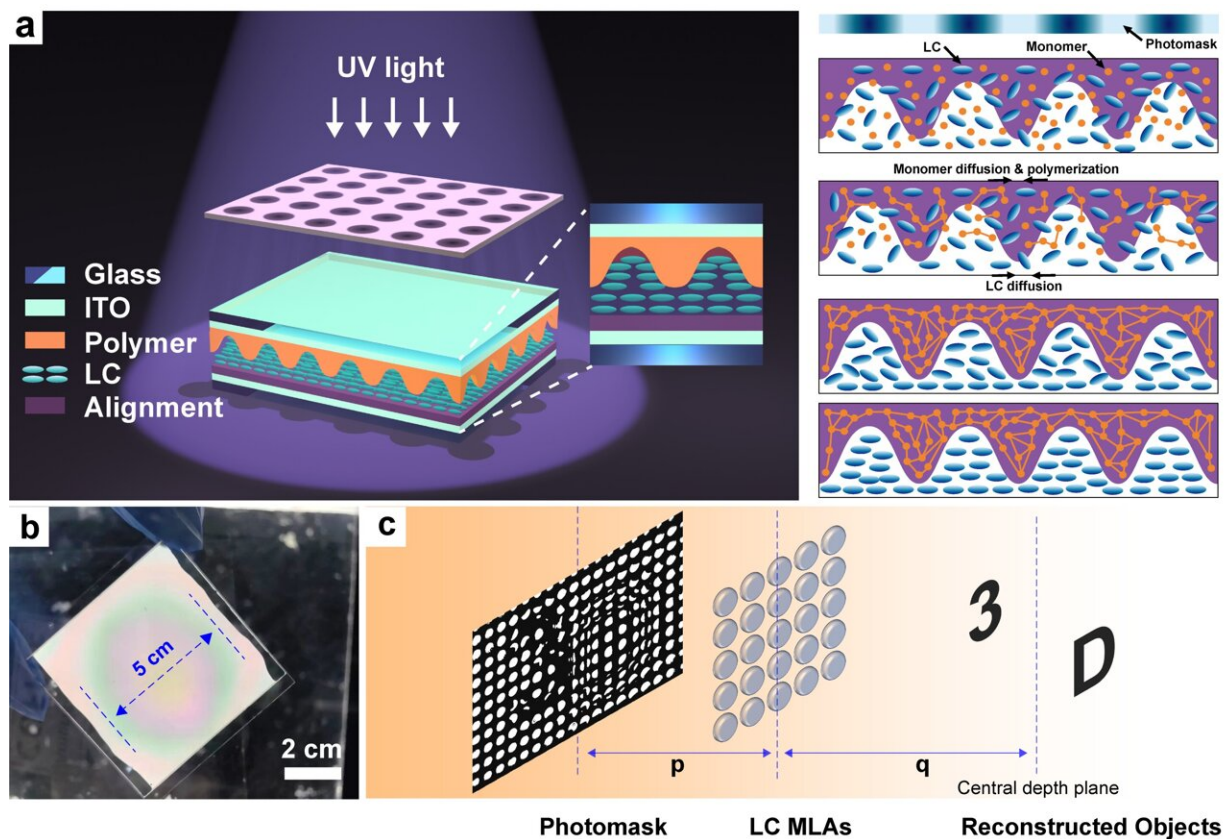 a
UV light
Glass
ITO
Polymer
LC
Alignment
LC
Monomer
Photomask
Monomer diffusion & polymerization
LC diffusion
b
5 cm
2 cm
c
3
D
p
q
Central depth plane
Photomask
LC MLAs
Reconstructed Objects